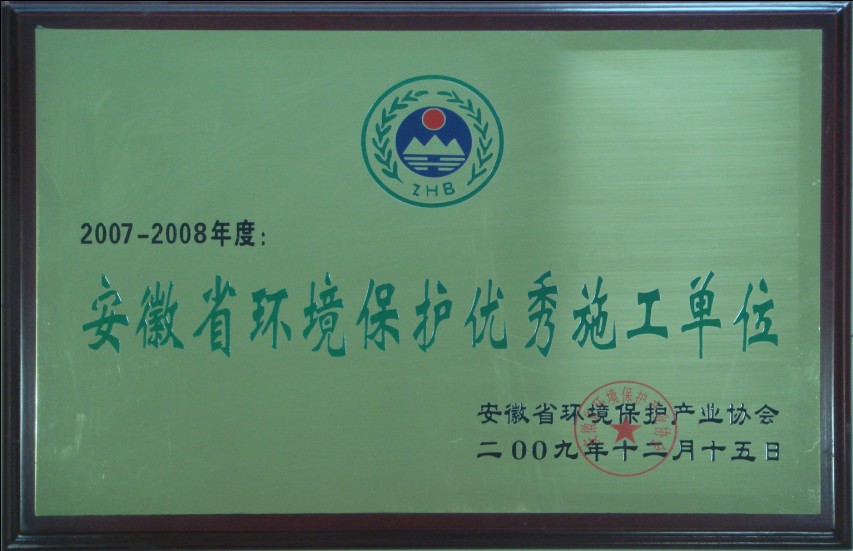 ZHB
2007-2008年度:
安徽省环境保护优秀施工单位
安徽省环境保护产业协会
二00九年十二月十五日